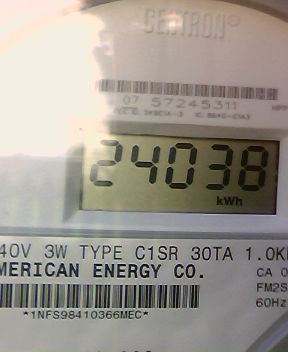 CENTRON®
07 57245311
24038
kWh
40V 3W TYPE C1SR 30TA 1.0K
MERICAN ENERGY CO.
CA 0
FM2S
60Hz
*1NFS98410366MEC*